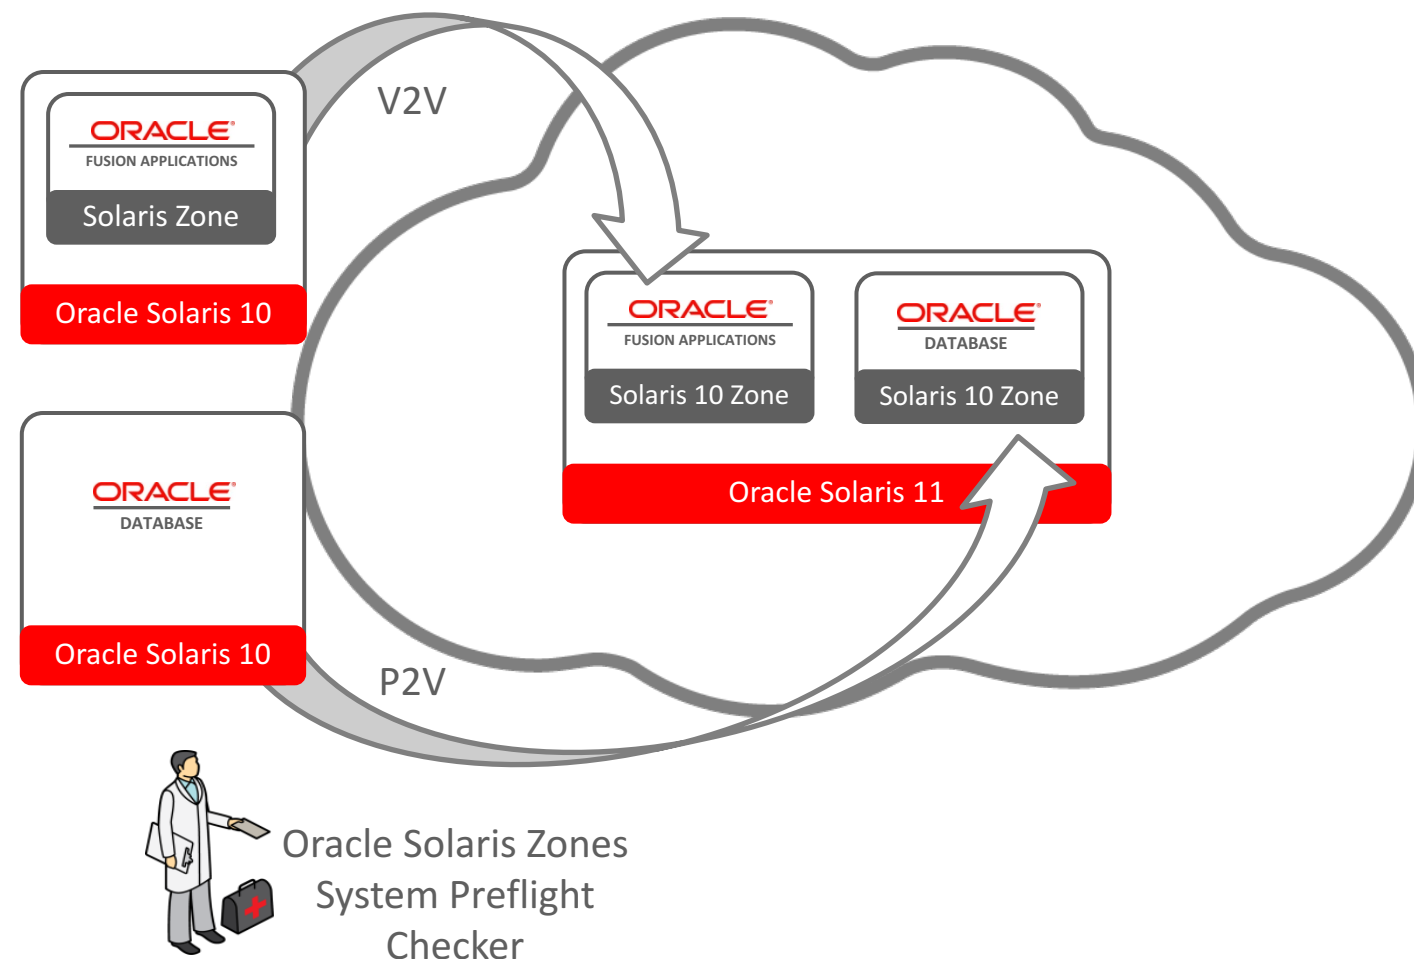 V2V
ORACLE®
FUSION APPLICATIONS
Solaris Zone
Oracle Solaris 10
ORACLE®
FUSION APPLICATIONS
Solaris 10 Zone
ORACLE®
DATABASE
Solaris 10 Zone
Oracle Solaris 11
ORACLE®
DATABASE
Oracle Solaris 10
P2V
Oracle Solaris Zones
System Preflight
Checker